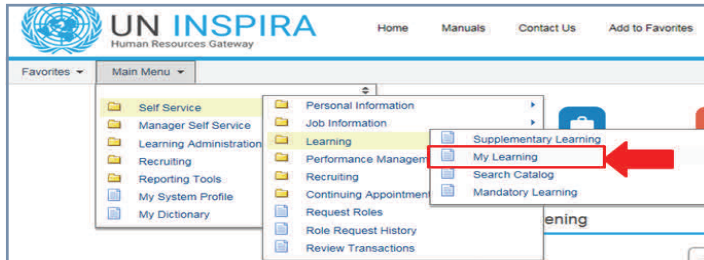 UN INSPIRA
Human Resources Gateway
Home Manuals Contact Us Add to Favorites
Favorites Main Menu
Self Service
Manager Self Service
Learning Administration
Recruiting
Reporting Tools
My System Profile
My Dictionary
Personal Information
Job Information
Learning
Performance Managem
Recruiting
Continuing Appointment
Request Roles
Role Request History
Review Transactions
Supplementary Learning
My Learning
Search Catalog
Mandatory Learning
ening